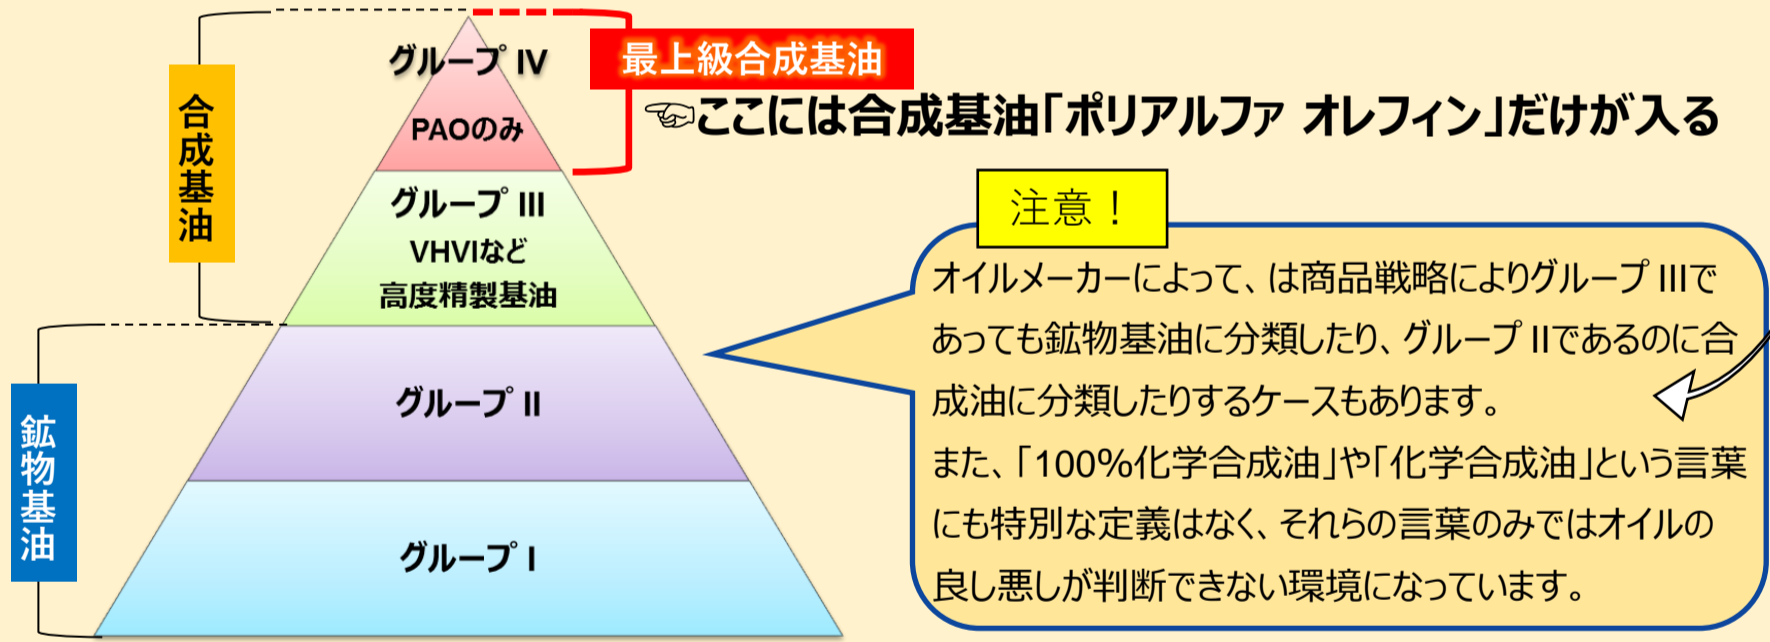 グループ IV
PAOのみ
最上級合成基油
☞ここには合成基油「ポリアルファ オレフィン」だけが入る
合成基油
グループ III
VHVIなど
高度精製基油
グループ II
鉱物基油
グループ I
注意！
オイルメーカーによって、は商品戦略によりグループ IIIで
あっても鉱物基油に分類したり、グループ IIであるのに合
成油に分類したりするケースもあります。
また、「100%化学合成油」や「化学合成油」という言葉
にも特別な定義はなく、それらの言葉のみではオイルの
良し悪しが判断できない環境になっています。